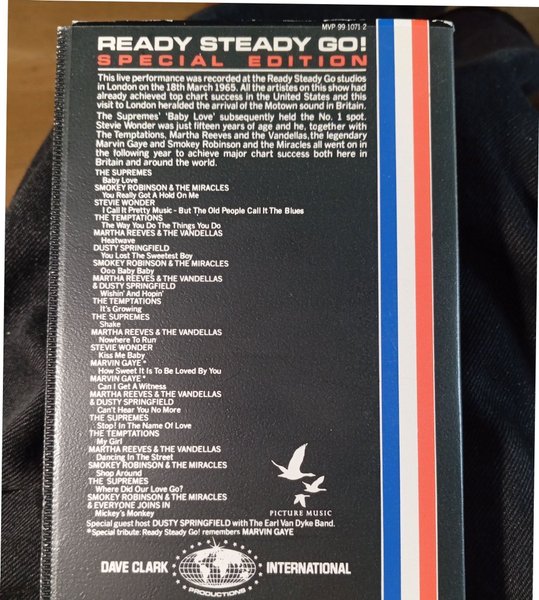 MVP 99 1071 2
READY STEADY GO!
SPECIAL EDITION
This live performance was recorded at the Ready Steady Go studios
in London on the 18th March 1965. All the artistes on this show had
already achieved top chart success in the United States and this
visit to London heralded the arrival of the Motown sound in Britain.
The Supremes' 'Baby Love' subsequently held the No. 1 spot.
Stevie Wonder was just fifteen years of age and he, together with
The Temptations, Martha Reeves and the Vandellas, the legendary
Marvin Gaye and Smokey Robinson and the Miracles all went on in
the following year to achieve major chart success both here in
Britain and around the world.
THE SUPREMES
Baby Love
SMOKEY ROBINSON & THE MIRACLES
You Really Got A Hold On Me
STEVIE WONDER
I Call It Pretty Music - But The Old People Call It The Blues
THE TEMPTATIONS
The Way You Do The Things You Do
MARTHA REEVES & THE VANDELLAS
Heatwave
DUSTY SPRINGFIELD
You Lost The Sweetest Boy
SMOKEY ROBINSON & THE MIRACLES
Ooo Baby Baby
MARTHA REEVES & THE VANDELLAS
& DUSTY SPRINGFIELD
Wishin' And Hopin'
THE TEMPTATIONS
It's Growing
THE SUPREMES
Shake
MARTHA REEVES & THE VANDELLAS
Nowhere To Run
STEVIE WONDER
Kiss Me Baby
MARVIN GAYE *
How Sweet It Is To Be Loved By You
MARVIN GAYE *
Can I Get A Witness
MARTHA REEVES & THE VANDELLAS
& DUSTY SPRINGFIELD
Can't Hear You No More
THE SUPREMES
Stop! In The Name Of Love
THE TEMPTATIONS
My Girl
MARTHA REEVES & THE VANDELLAS
Dancing In The Street
SMOKEY ROBINSON & THE MIRACLES
Shop Around
THE SUPREMES
Where Did Our Love Go?
SMOKEY ROBINSON & THE MIRACLES
& EVERYONE JOINS IN
Mickey's Monkey
PICTURE MUSIC
Special guest host DUSTY SPRINGFIELD with The Earl Van Dyke Band.
*Special tribute: Ready Steady Go! remembers MARVIN GAYE
DAVE CLARK INTERNATIONAL
PRODUCTIONS